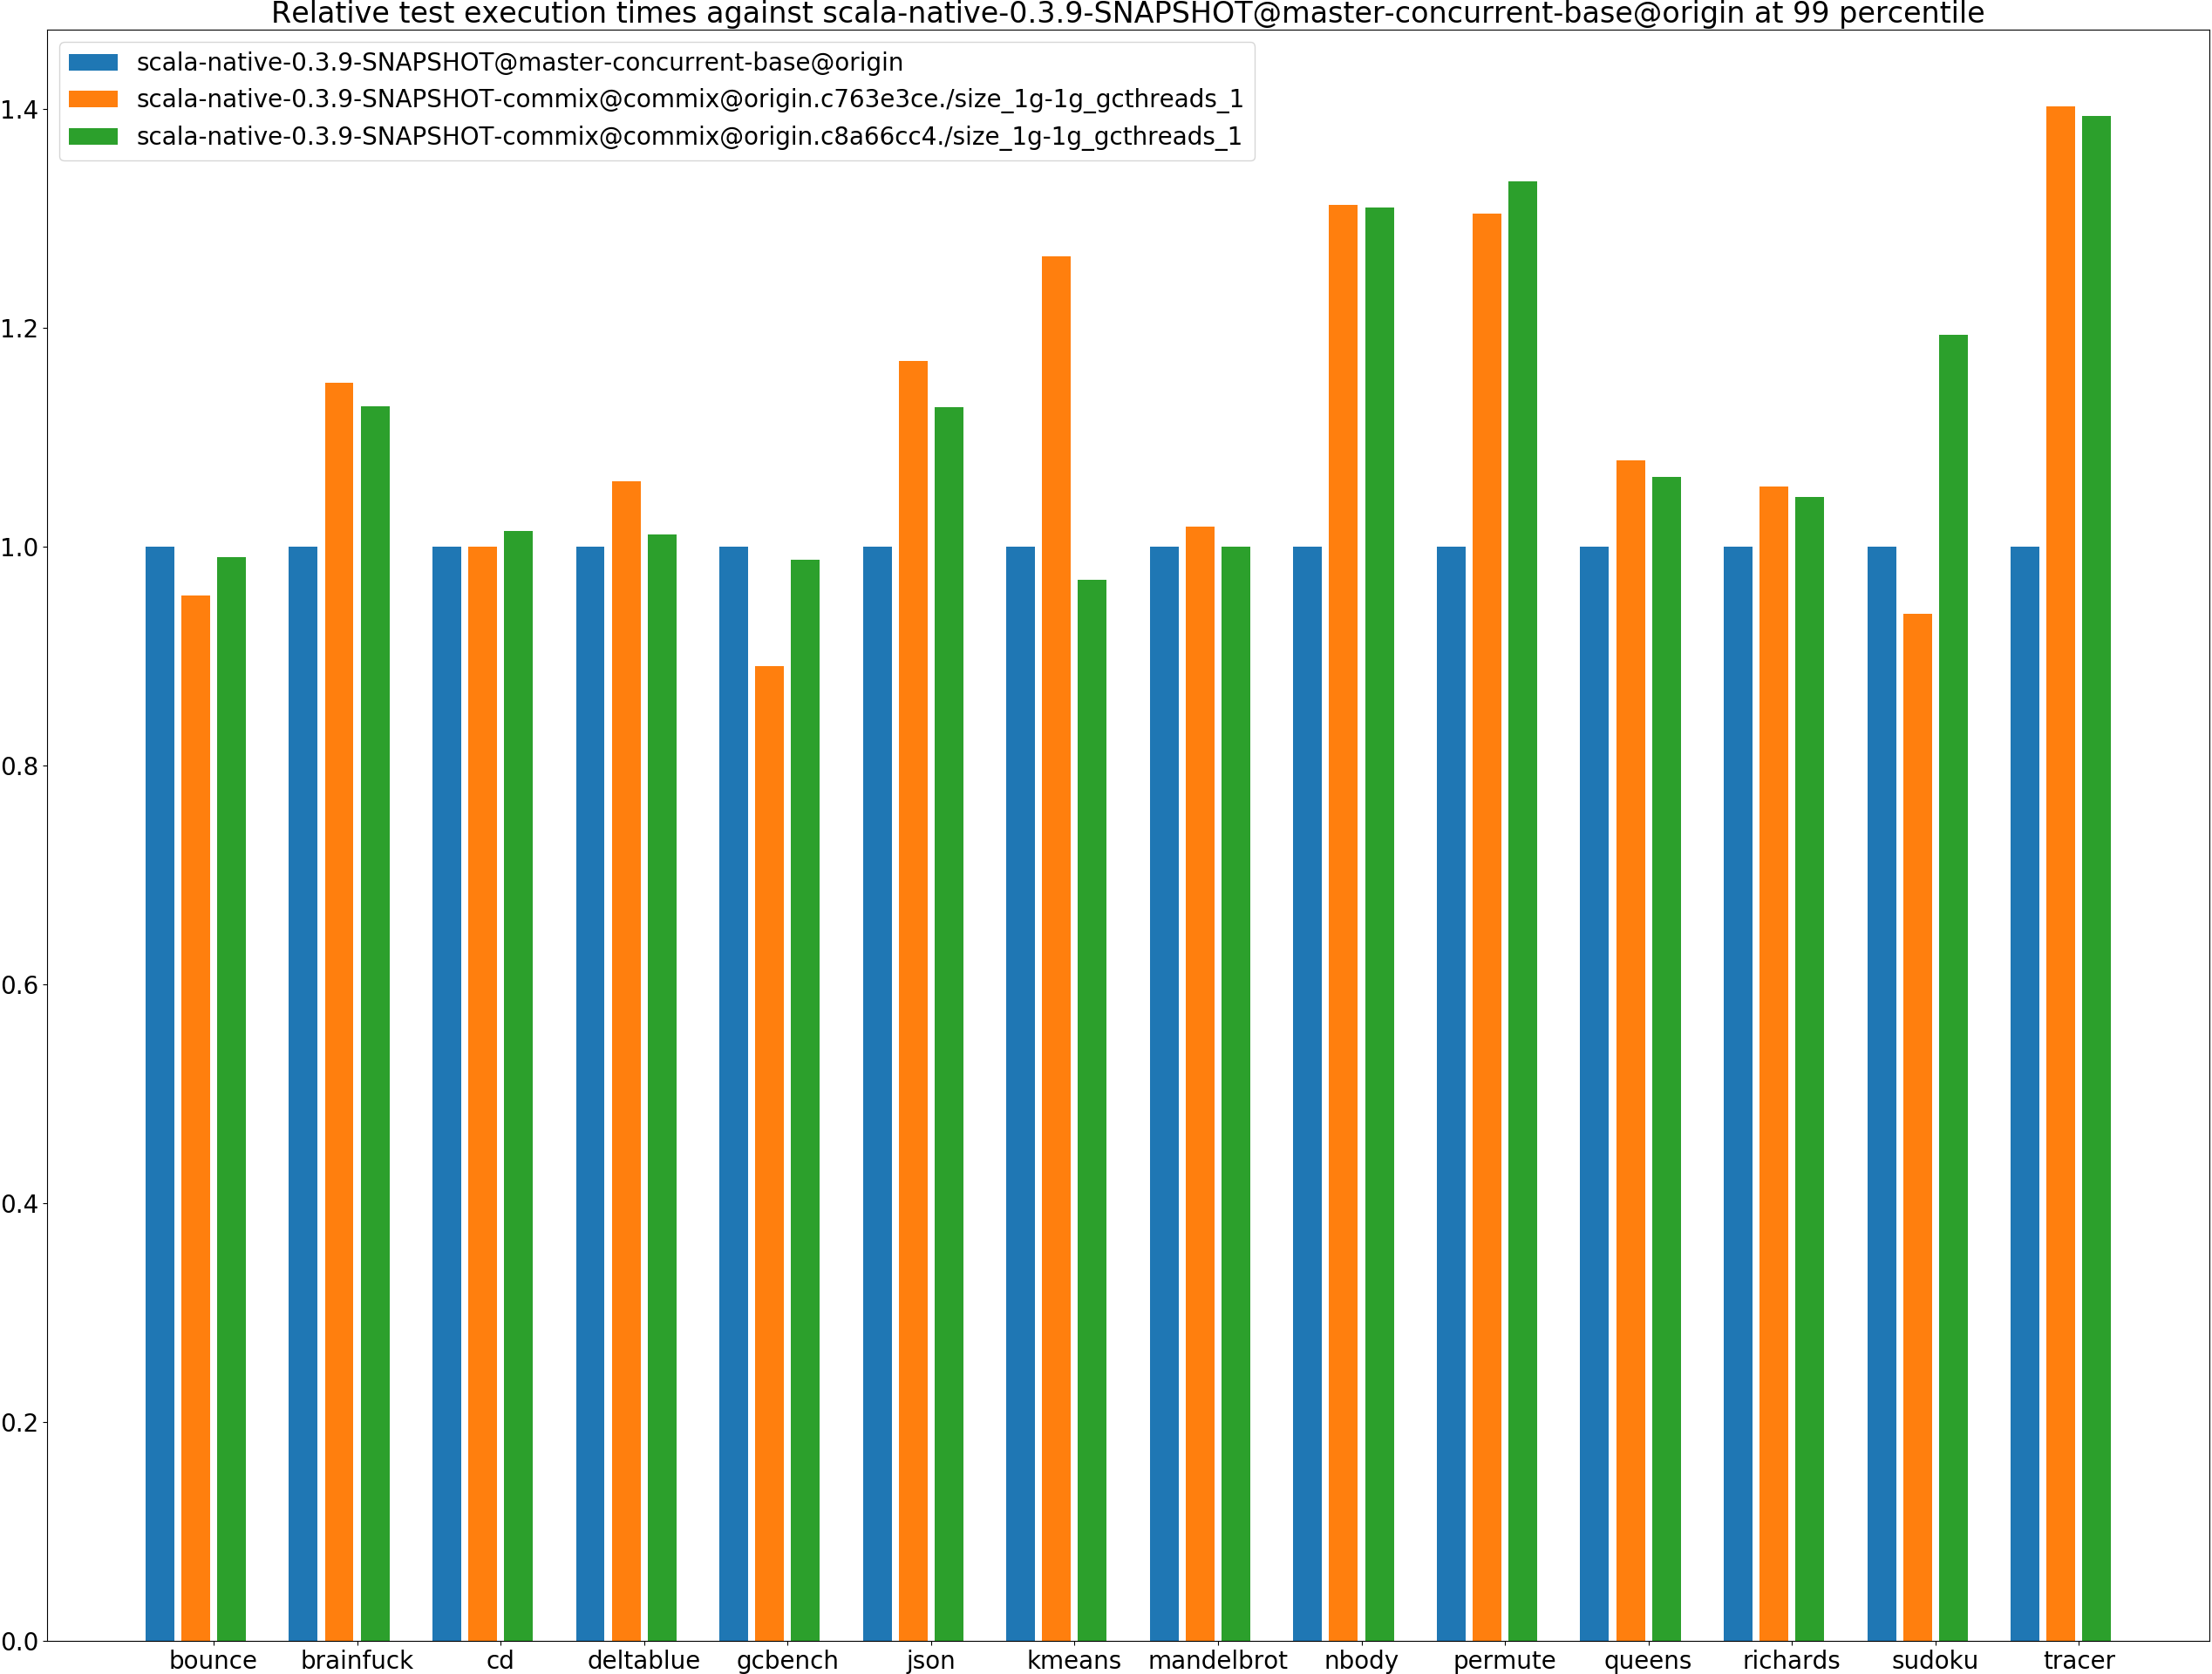 Relative test execution times against scala-native-0.3.9-SNAPSHOT@master-concurrent-base@origin at 99 percentile
scala-native-0.3.9-SNAPSHOT@master-concurrent-base@origin
scala-native-0.3.9-SNAPSHOT-commix@commix@origin.c763e3ce./size_1g-1g_gcthreads_1
scala-native-0.3.9-SNAPSHOT-commix@commix@origin.c8a66cc4./size_1g-1g_gcthreads_1
1.4
1.2
1.0
0.8
0.6
0.4
0.2
0.0
bounce brainfuck cd deltablue gcbench json kmeans mandelbrot nbody permute queens richards sudoku tracer